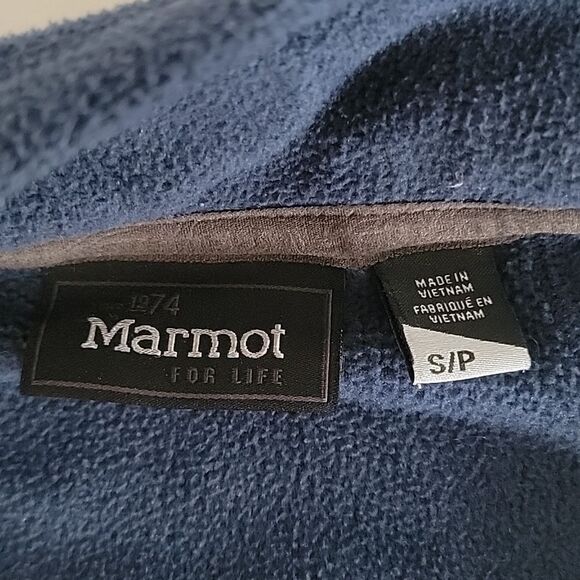 1974
Marmot
FOR LIFE
MADE IN
VIETNAM
FABRIQUÉ EN
VIETNAM
S/P